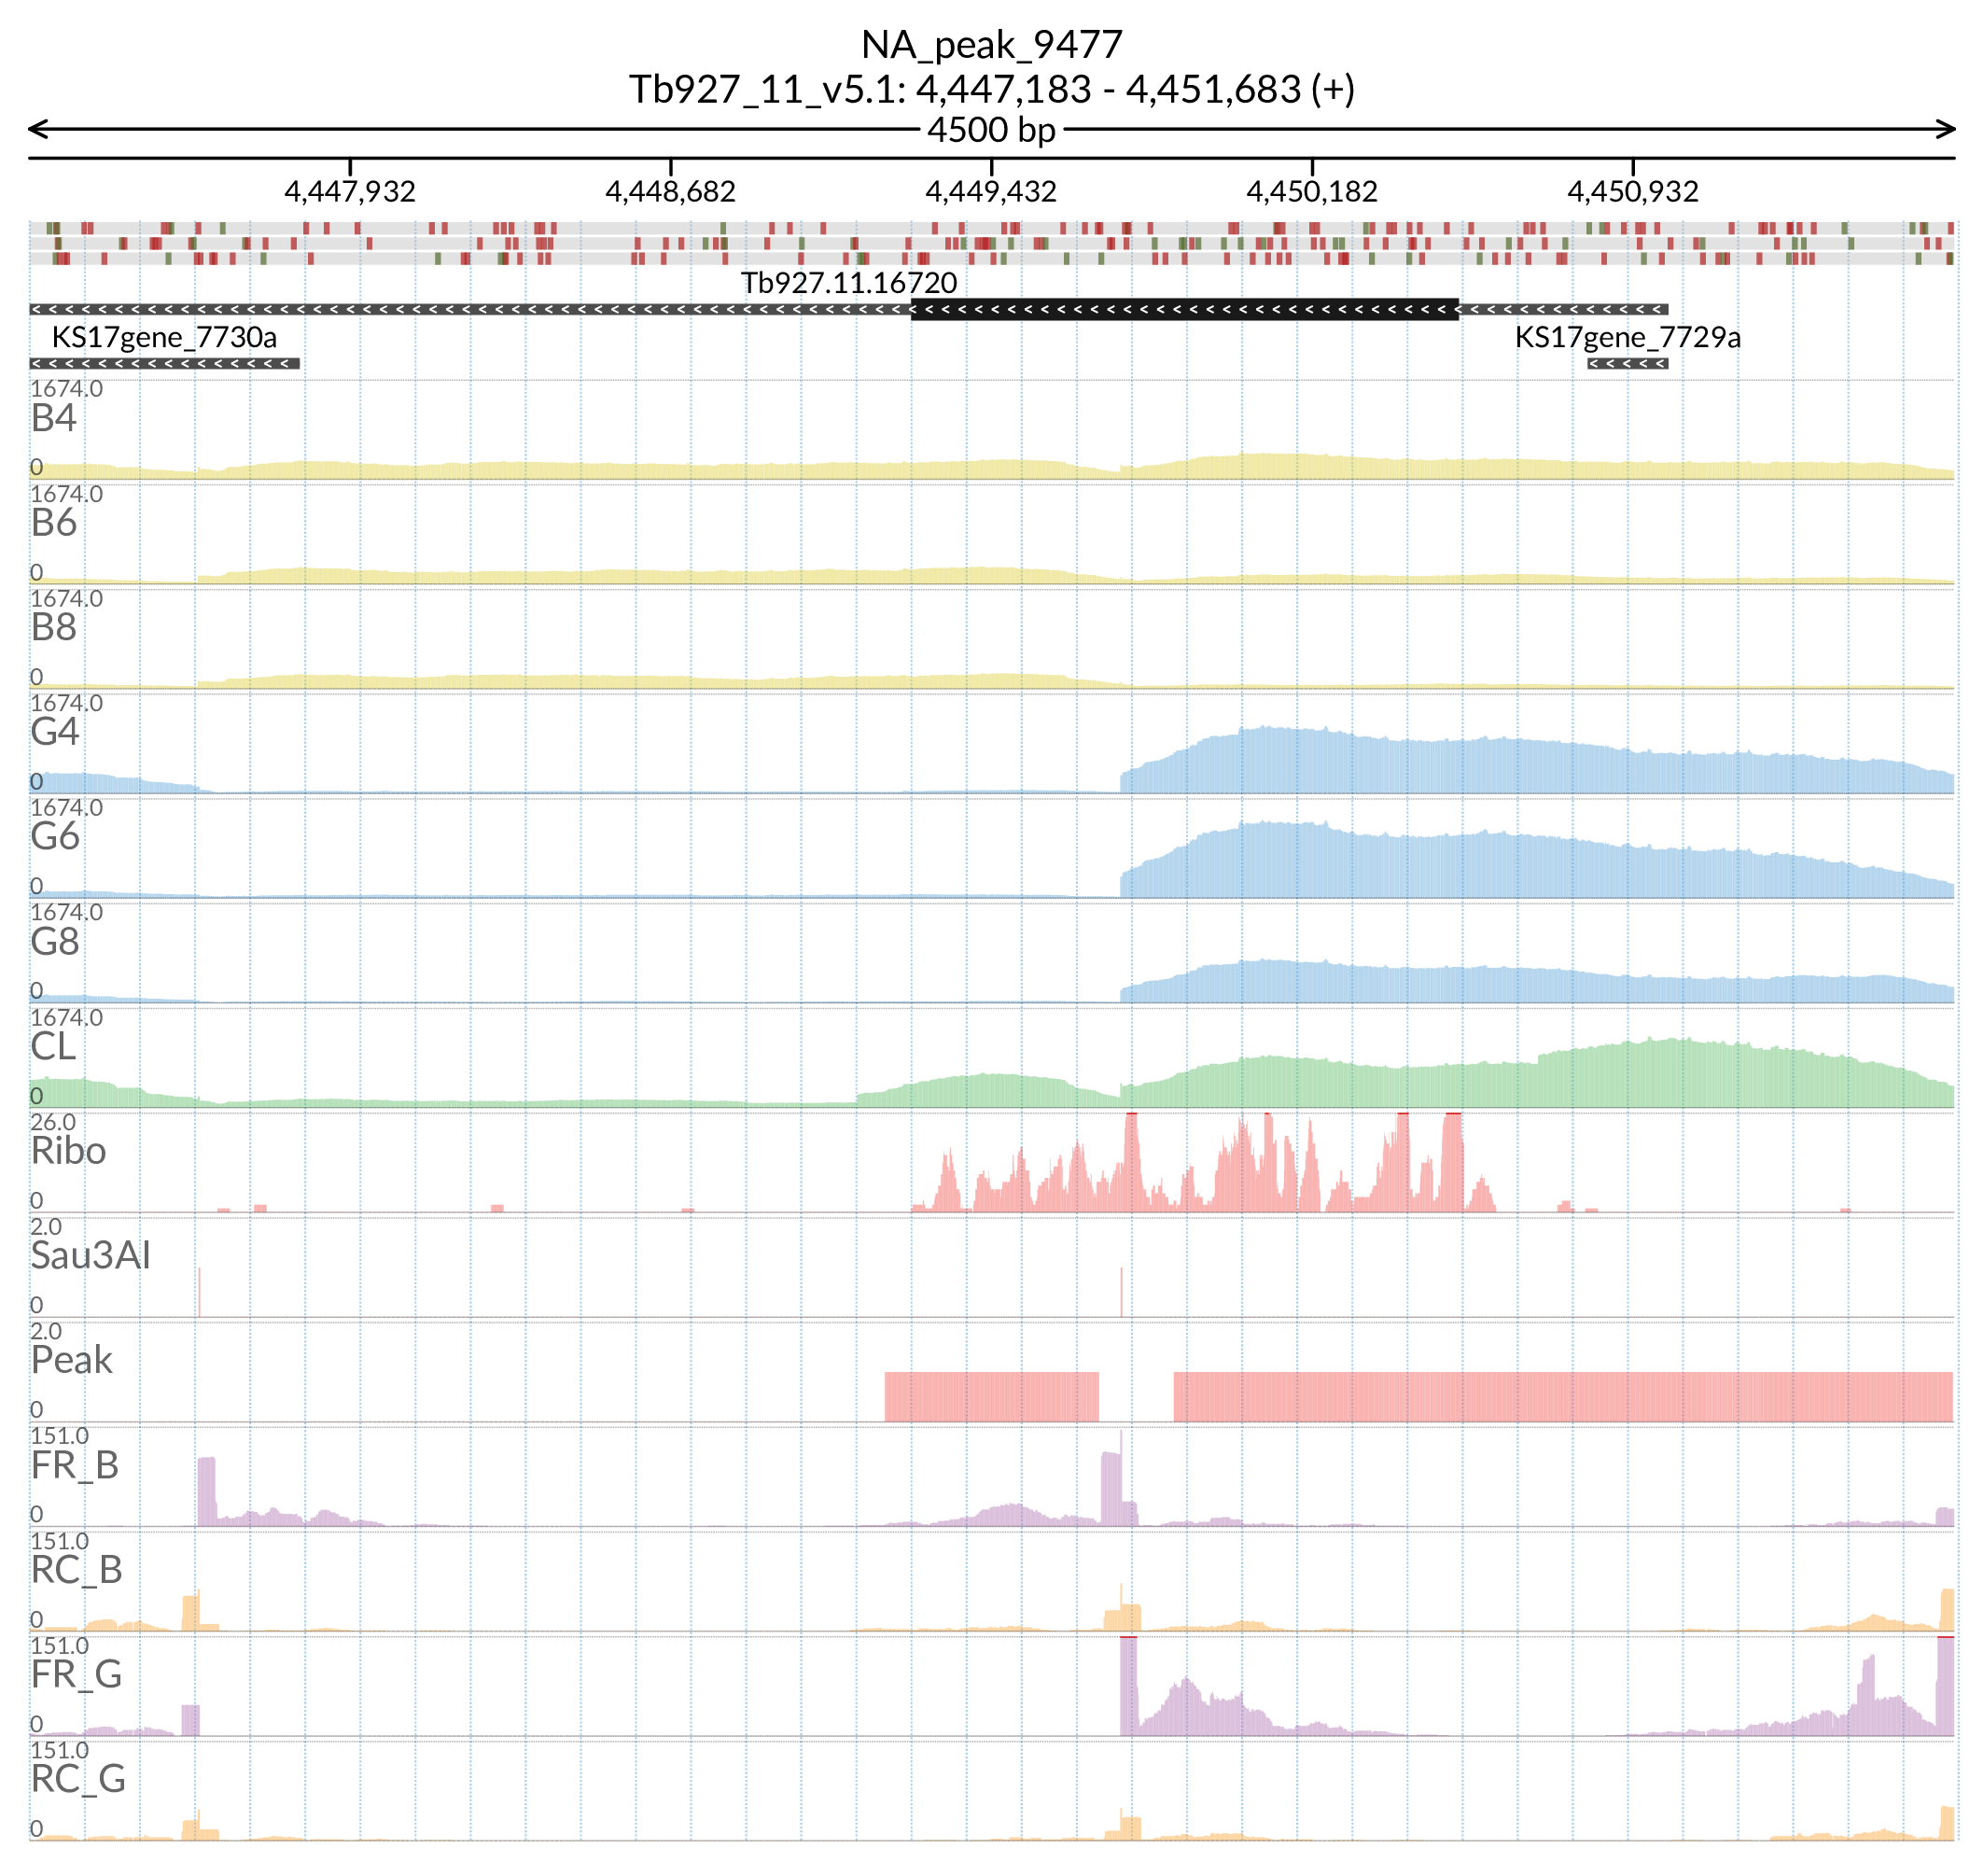 NA_peak_9477
Tb927_11_v5.1: 4,447,183 - 4,451,683 (+)
4500 bp
4,447,932 4,448,682 4,449,432 4,450,182 4,450,932
Tb927.11.16720
KS17gene_7730a KS17gene_7729a
1674.0
B4
0
1674.0
B6
0
1674.0
B8
0
1674.0
G4
0
1674.0
G6
0
1674.0
G8
0
1674.0
CL
0
26.0
Ribo
0
2.0
Sau3AI
0
2.0
Peak
0
151.0
FR_B
0
151.0
RC_B
0
151.0
FR_G
0
151.0
RC_G
0